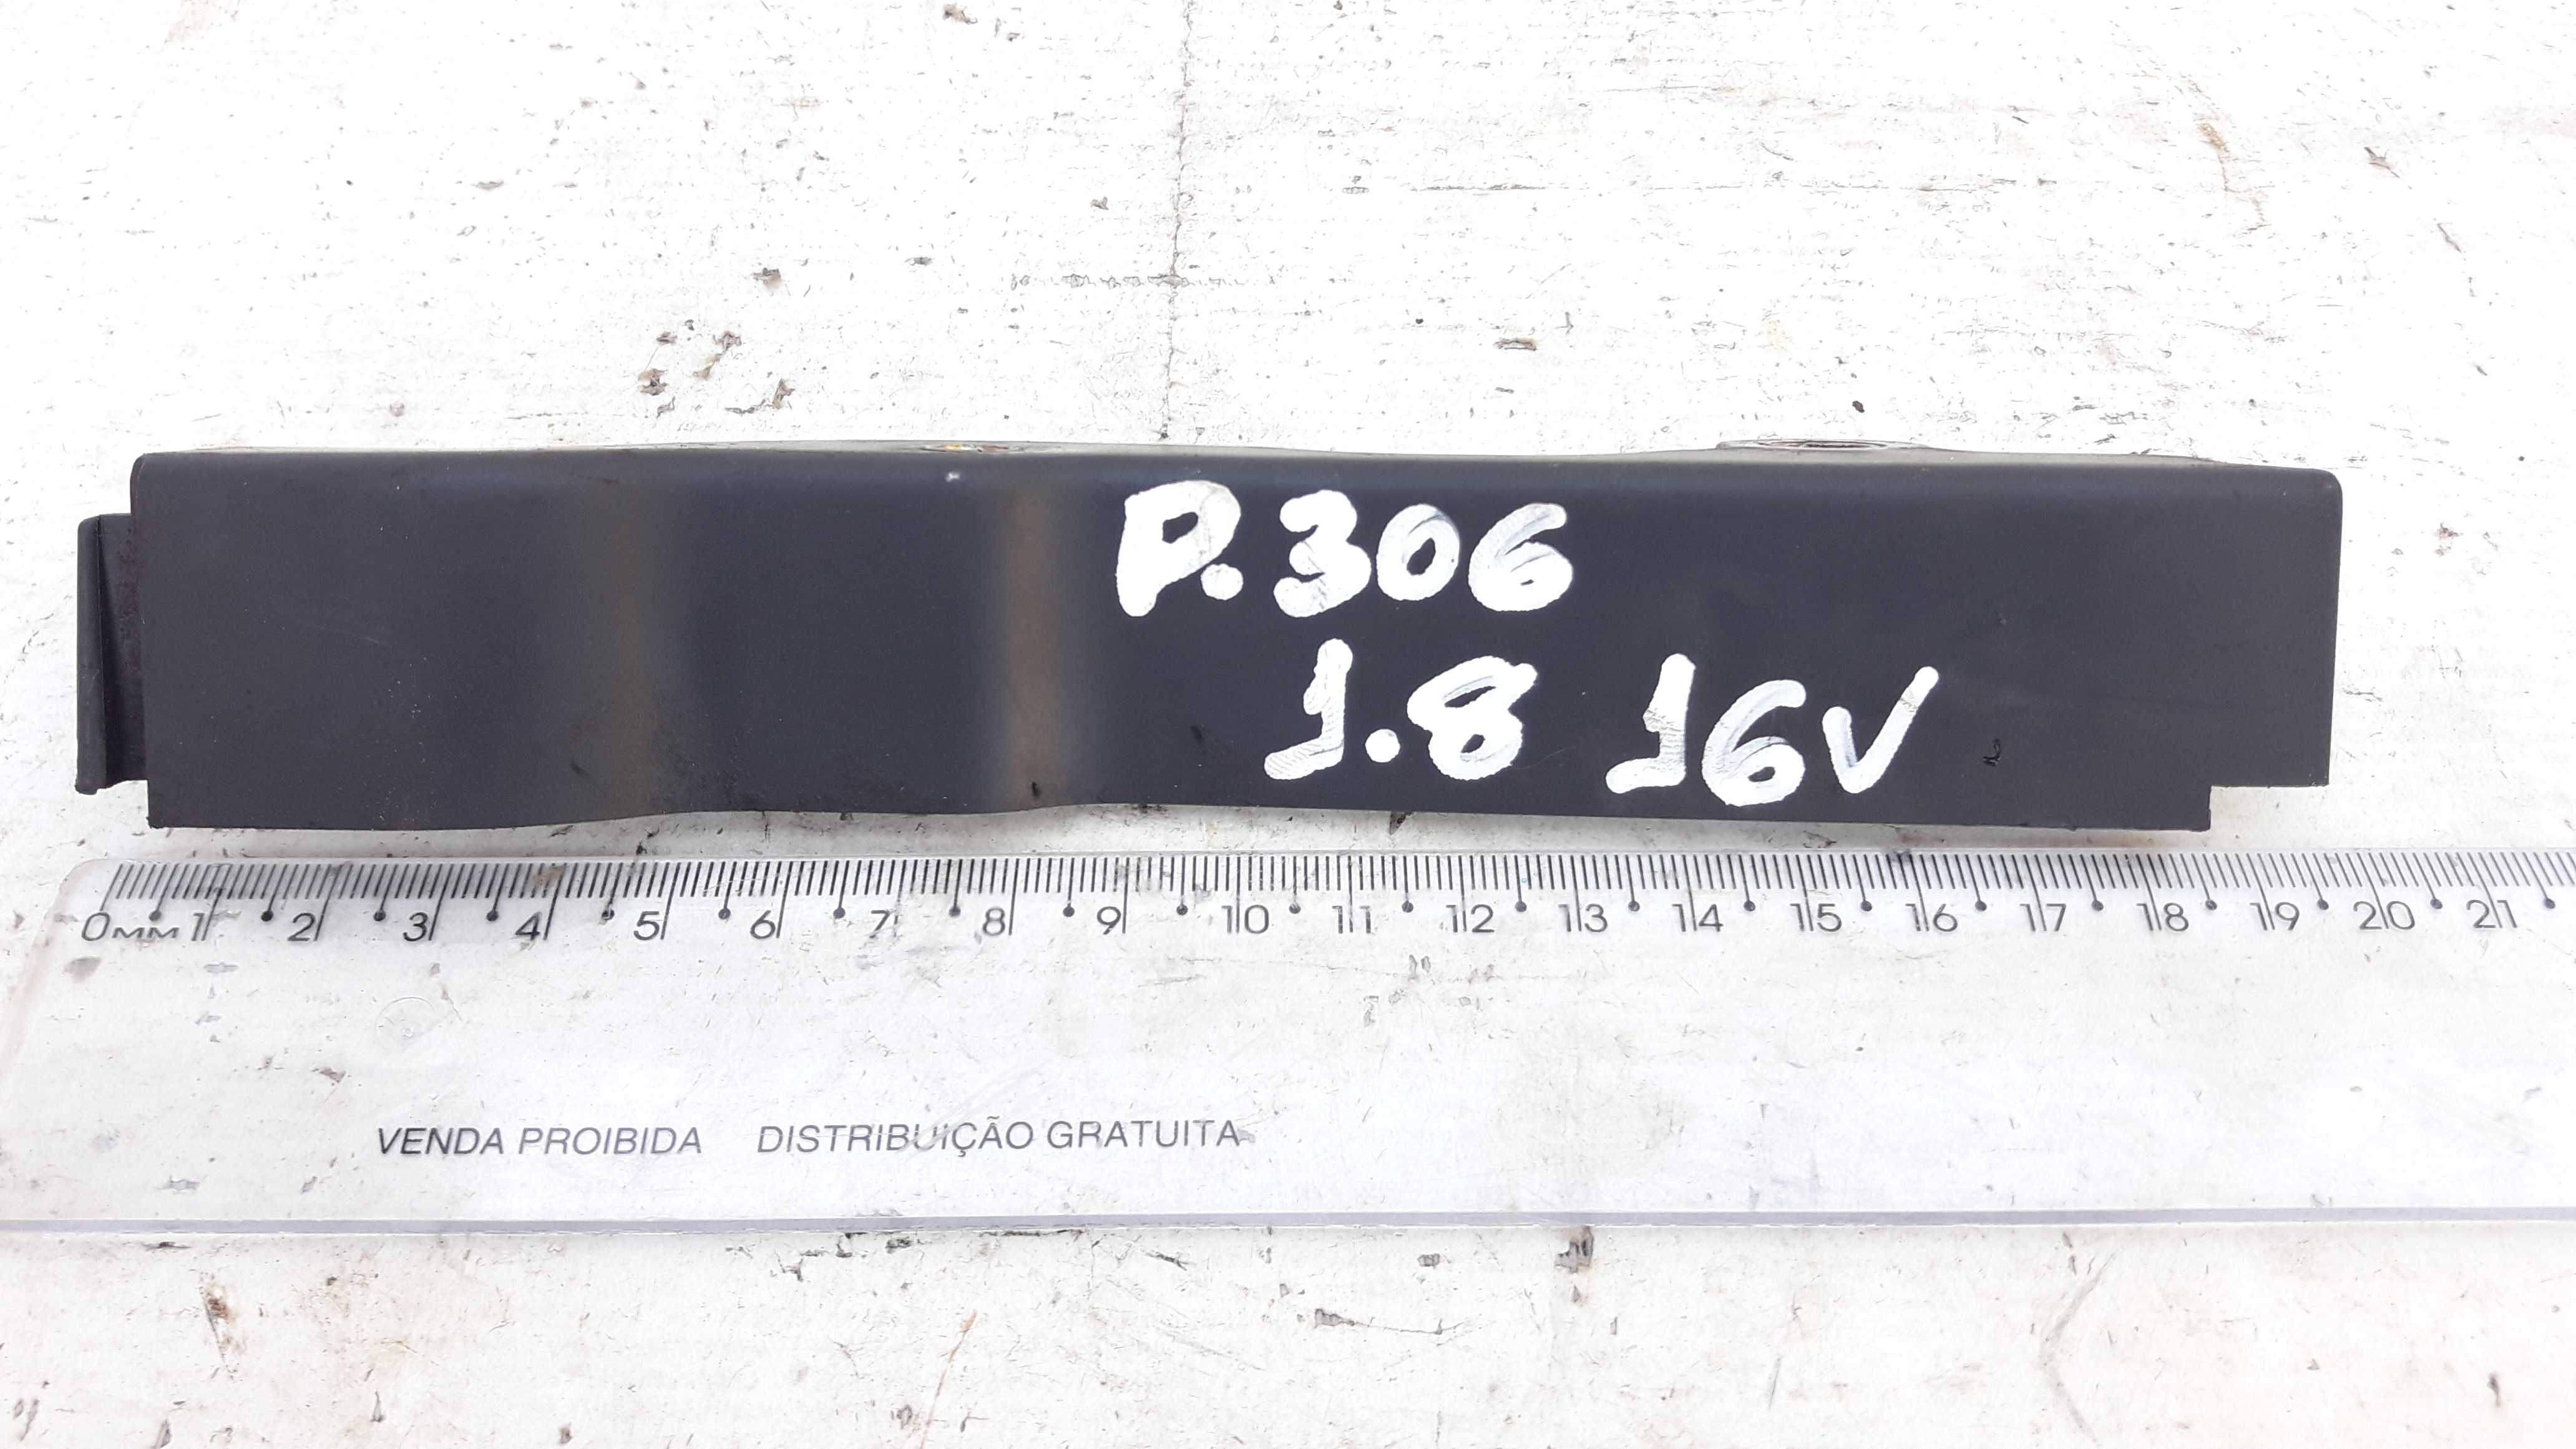 P.306
1.8 16V
0MM 1 2 3 4 5 6 7 8 9 10 11 12 13 14 15 16 17 18 19 20 21
VENDA PROIBIDA DISTRIBUIÇÃO GRATUITA